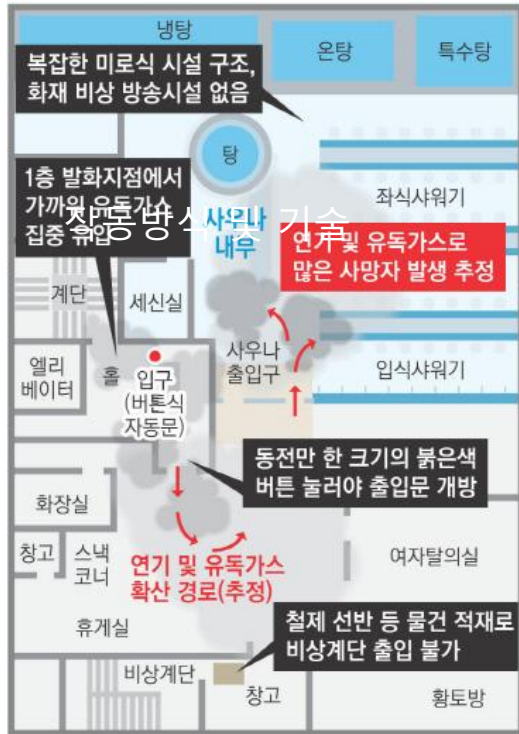 냉탕
온탕
특수탕
복잡한 미로식 시설 구조,
화재 비상 방송시설 없음
탕
1층 발화지점에서
가까워 유독가스
집중 유입
작동방식 및 기술
사우나
내부
좌식샤워기
연기 및 유독가스로
많은 사망자 발생 추정
계단
세신실
엘리
베이터
홀
입구
(버튼식
자동문)
사우나
출입구
입식샤워기
동전만 한 크기의 붉은색
버튼 눌러야 출입문 개방
화장실
창고
스낵
코너
연기 및 유독가스
확산 경로(추정)
여자탈의실
휴게실
철제 선반 등 물건 적재로
비상계단 출입 불가
비상계단
창고
황토방